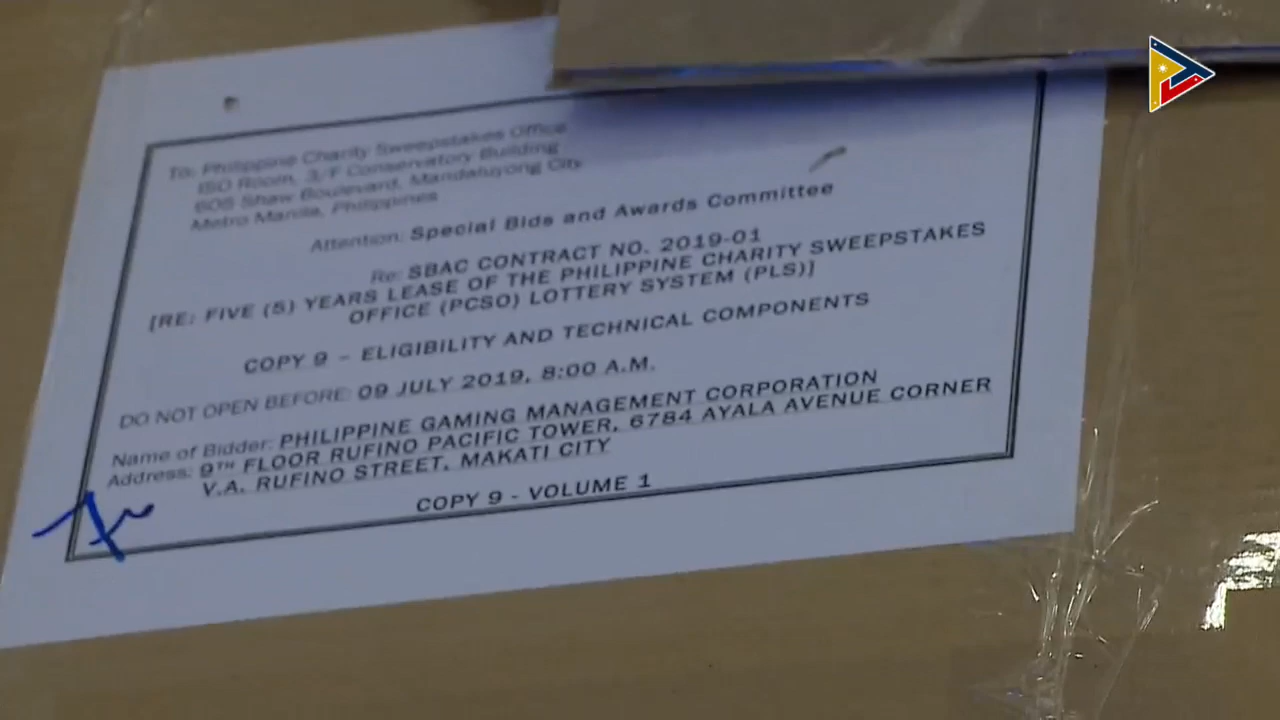 To: Philippine Charity Sweepstakes Office
ISO Room, 3/F Conservatory Building
605 Shaw Boulevard, Mandaluyong City
Metro Manila, Philippines
Attention: Special Bids and Awards Committee
Re: SBAC CONTRACT NO. 2019-01
[RE: FIVE (5) YEARS LEASE OF THE PHILIPPINE CHARITY SWEEPSTAKES
OFFICE (PCSO) LOTTERY SYSTEM (PLS)]
COPY 9 – ELIGIBILITY AND TECHNICAL COMPONENTS
DO NOT OPEN BEFORE: 09 JULY 2019, 8:00 A.M.
Name of Bidder: PHILIPPINE GAMING MANAGEMENT CORPORATION
Address: 9TH FLOOR RUFINO PACIFIC TOWER, 6784 AYALA AVENUE CORNER
V.A. RUFINO STREET, MAKATI CITY
COPY 9 - VOLUME 1